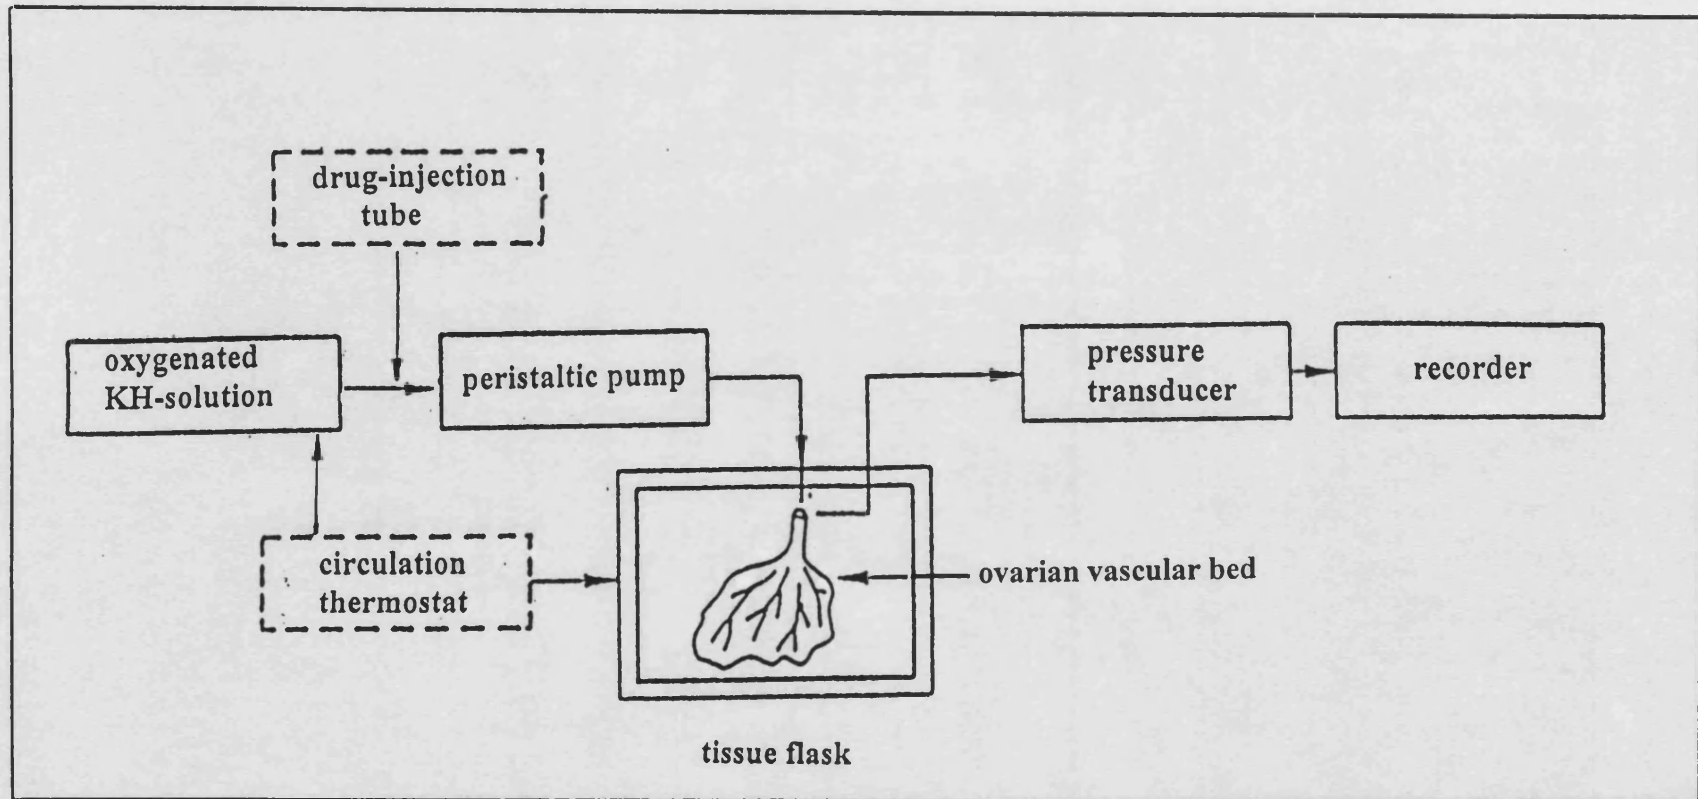 drug-injection
tube
oxygenated
KH-solution
peristaltic pump
pressure
transducer
recorder
circulation
thermostat
ovarian vascular bed
tissue flask